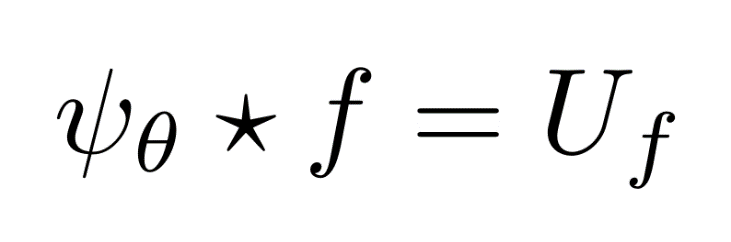 ψ_θ ⋆ f = U_f